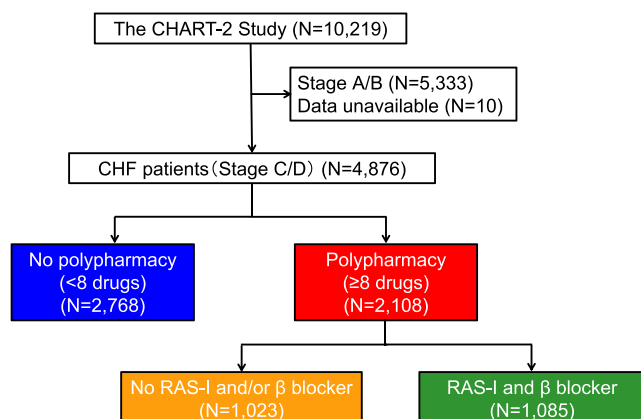 The CHART-2 Study (N=10,219)
Stage A/B (N=5,333)
Data unavailable (N=10)
CHF patients（Stage C/D）(N=4,876)
No polypharmacy
(<8 drugs)
(N=2,768)
Polypharmacy
(≥8 drugs)
(N=2,108)
No RAS-I and/or β blocker
(N=1,023)
RAS-I and β blocker
(N=1,085)